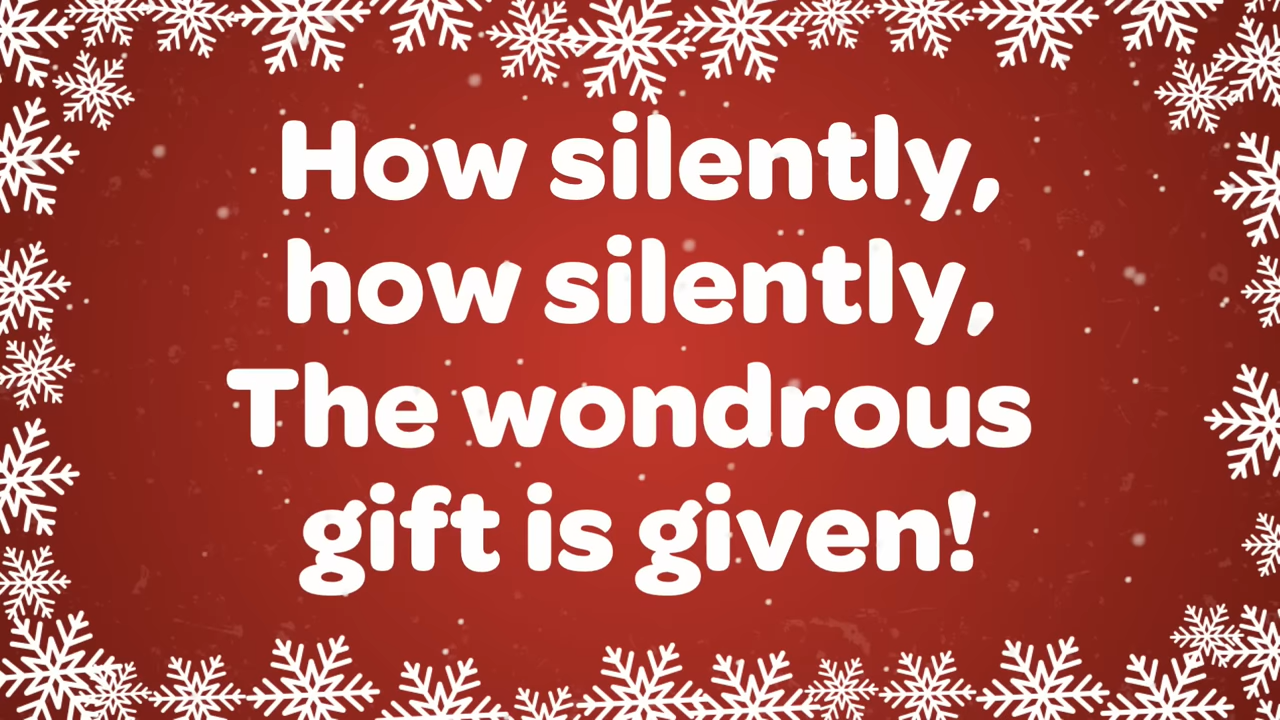 How silently,
how silently,
The wondrous
gift is given!